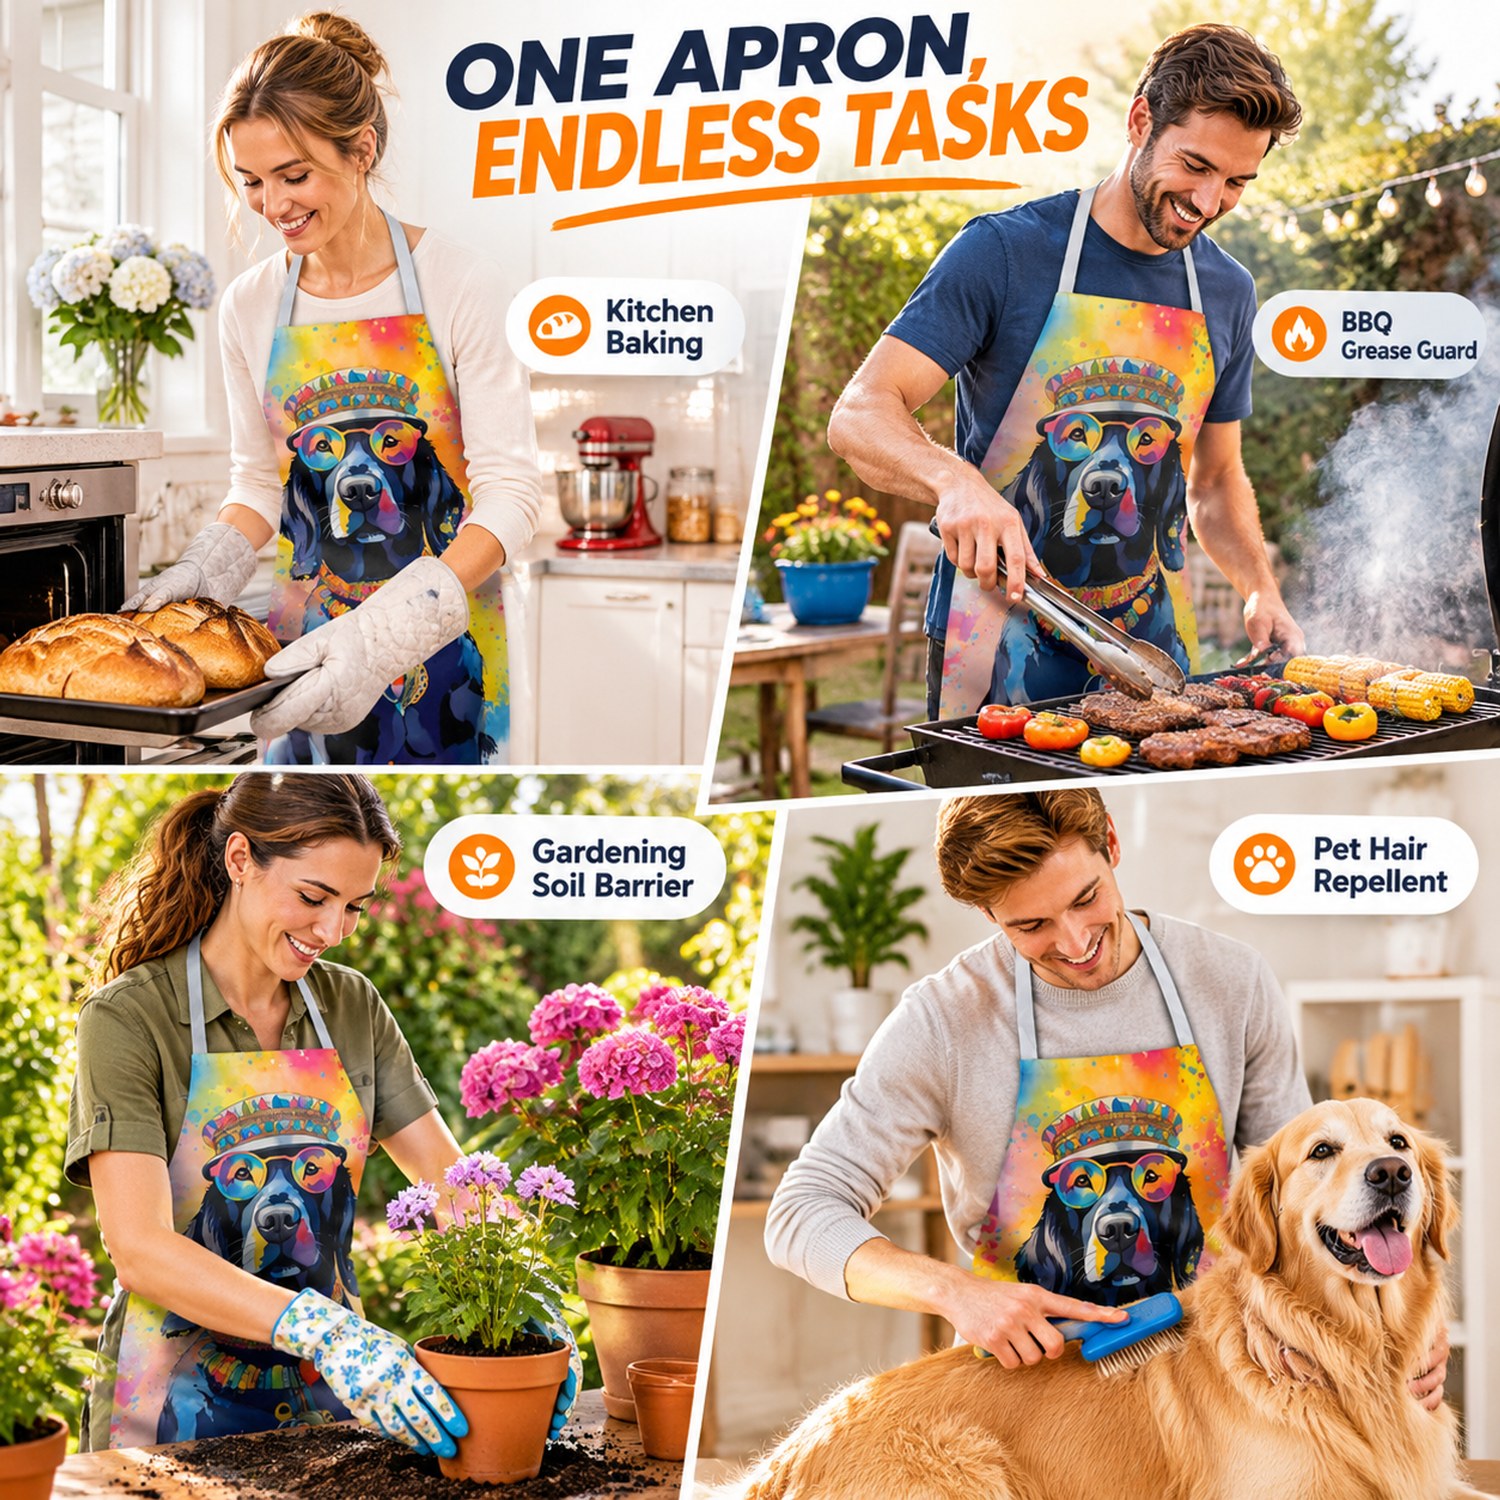 ONE APRON,
ENDLESS TASKS
Kitchen
Baking
BBQ
Grease Guard
Gardening
Soil Barrier
Pet Hair
Repellent